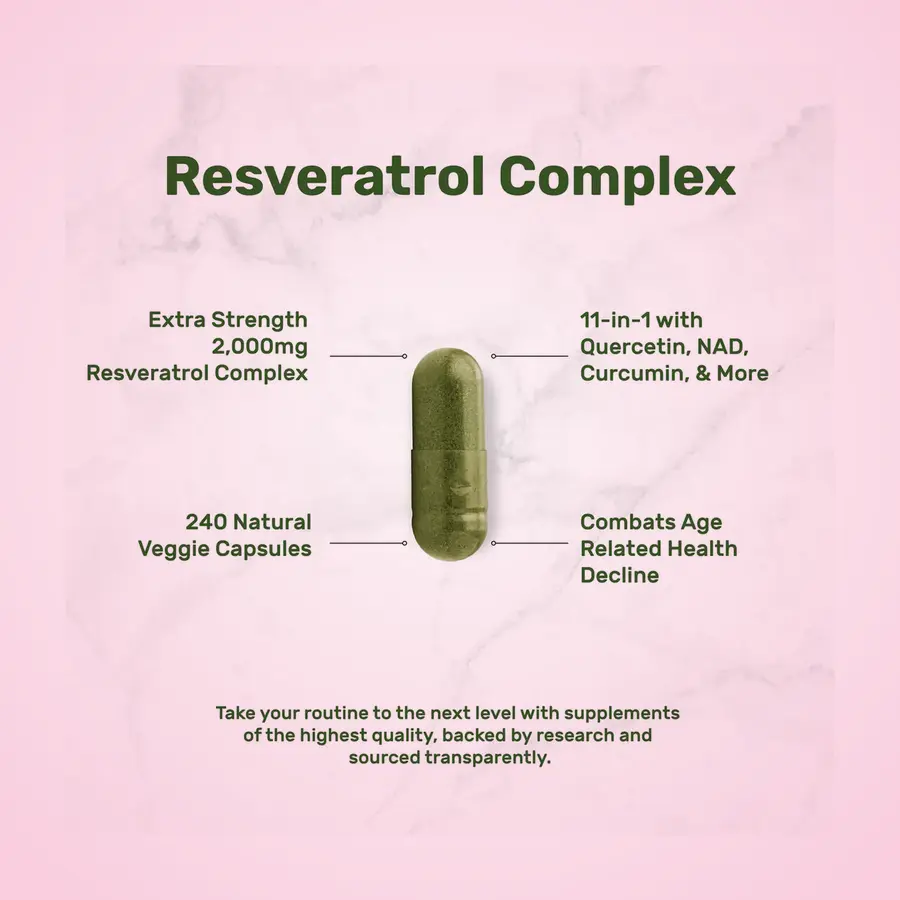 Resveratrol Complex
Extra Strength
2,000mg
Resveratrol Complex
11-in-1 with
Quercetin, NAD,
Curcumin, & More
240 Natural
Veggie Capsules
Combats Age
Related Health
Decline
Take your routine to the next level with supplements
of the highest quality, backed by research and
sourced transparently.